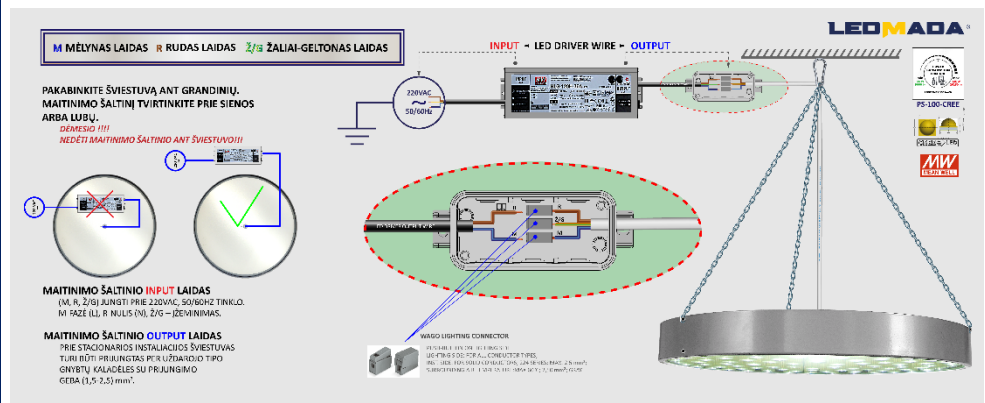 LEDMADA®
M MĖLYNAS LAIDAS R RUDAS LAIDAS Ž/G ŽALIAI-GELTONAS LAIDAS
INPUT LED DRIVER WIRE OUTPUT
PAKABINKITE ŠVIESTUVĄ ANT GRANDINIŲ.
MAITINIMO ŠALTINĮ TVIRTINKITE PRIE SIENOS
ARBA LUBŲ.
DĖMESIO !!!!
NEDĖTI MAITINIMO ŠALTINIO ANT ŠVIESTUVO!!!
220VAC
50/60Hz
PS-100-CREE
MW
MEAN WELL
R
Ž/G
M
MAITINIMO ŠALTINIO INPUT LAIDAS
(M, R, Ž/G) JUNGTI PRIE 220VAC, 50/60HZ TINKLO.
M FAZĖ (L), R NULIS (N), Ž/G – ĮŽEMINIMAS.
MAITINIMO ŠALTINIO OUTPUT LAIDAS
PRIE STACIONARIOS INSTALIACIJOS ŠVIESTUVAS
TURI BŪTI PRIJUNGTAS PER UŽDAROJO TIPO
GNYBTŲ KALADĖLES SU PRIJUNGIMO
GEBA (1,5-2,5) mm².
WAGO LIGHTING CONNECTOR